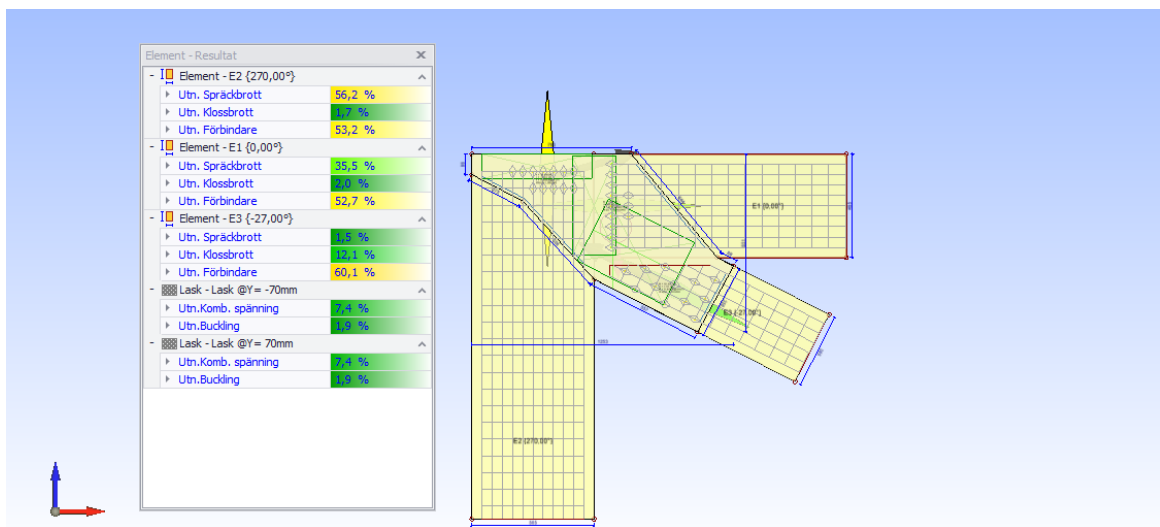 Element - Resultat
- Element - E2 {270,00°}
Utn. Spräckbrott 56,2 %
Utn. Klossbrott 1,7 %
Utn. Förbindare 53,2 %
- Element - E1 {0,00°}
Utn. Spräckbrott 35,5 %
Utn. Klossbrott 2,0 %
Utn. Förbindare 52,7 %
- Element - E3 {-27,00°}
Utn. Spräckbrott 1,5 %
Utn. Klossbrott 12,1 %
Utn. Förbindare 60,1 %
- Lask - Lask @Y= -70mm
Utn.Komb. spänning 7,4 %
Utn.Buckling 1,9 %
- Lask - Lask @Y= 70mm
Utn.Komb. spänning 7,4 %
Utn.Buckling 1,9 %
E1 {0.00°}
E3 {-27.00°}
E2 {270,00°}